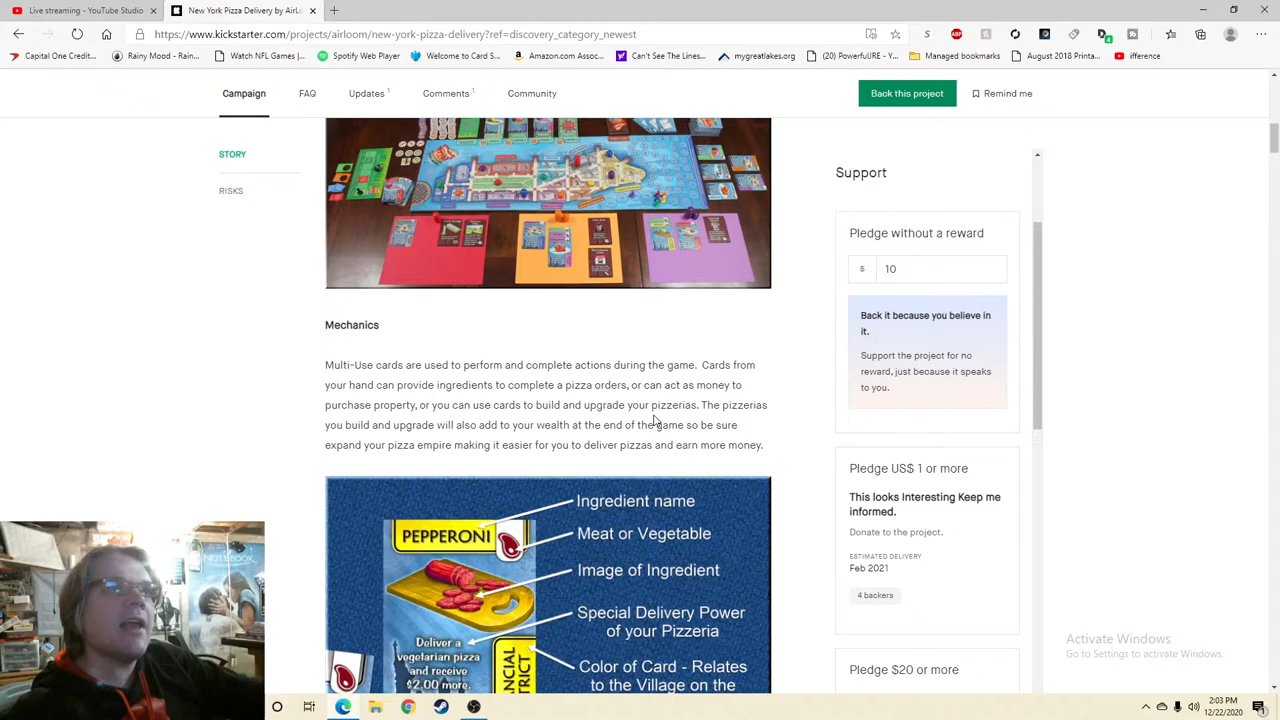 Live streaming - YouTube Studio
New York Pizza Delivery by AirLo
https://www.kickstarter.com/projects/airloom/new-york-pizza-delivery?ref=discovery_category_newest
Capital One Credit...
Rainy Mood - Rainy...
Watch NFL Games |...
Spotify Web Player
Welcome to Card S...
Amazon.com Assoc...
Can't See The Lines...
mygreatlakes.org
(20) PowerfulJRE - Y...
Managed bookmarks
August 2018 Printa...
ifference
Campaign
FAQ
Updates 1
Comments 1
Community
Back this project
Remind me
STORY
RISKS
Mechanics
Multi-Use cards are used to perform and complete actions during the game. Cards from
your hand can provide ingredients to complete a pizza orders, or can act as money to
purchase property, or you can use cards to build and upgrade your pizzerias. The pizzerias
you build and upgrade will also add to your wealth at the end of the game so be sure
expand your pizza empire making it easier for you to deliver pizzas and earn more money.
PEPPERONI
Deliver a
vegetarian pizza
and receive
$2.00 more.
Ingredient name
Meat or Vegetable
Image of Ingredient
Special Delivery Power
of your Pizzeria
Color of Card - Relates
to the Village on the
Support
Pledge without a reward
$ 10
Back it because you believe in
it.
Support the project for no
reward, just because it speaks
to you.
Pledge US$ 1 or more
This looks Interesting Keep me
informed.
Donate to the project.
ESTIMATED DELIVERY
Feb 2021
4 backers
Pledge $20 or more
NOTEBOOK
Activate Windows
Go to Settings to activate Windows.
2:03 PM
12/22/2020